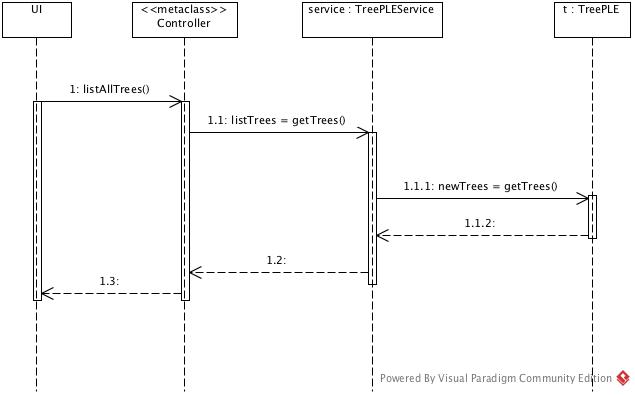 UI
<<metaclass>>
Controller
service : TreePLEService
t : TreePLE
1: listAllTrees()
1.1: listTrees = getTrees()
1.1.1: newTrees = getTrees()
1.1.2:
1.2:
1.3:
Powered By Visual Paradigm Community Edition